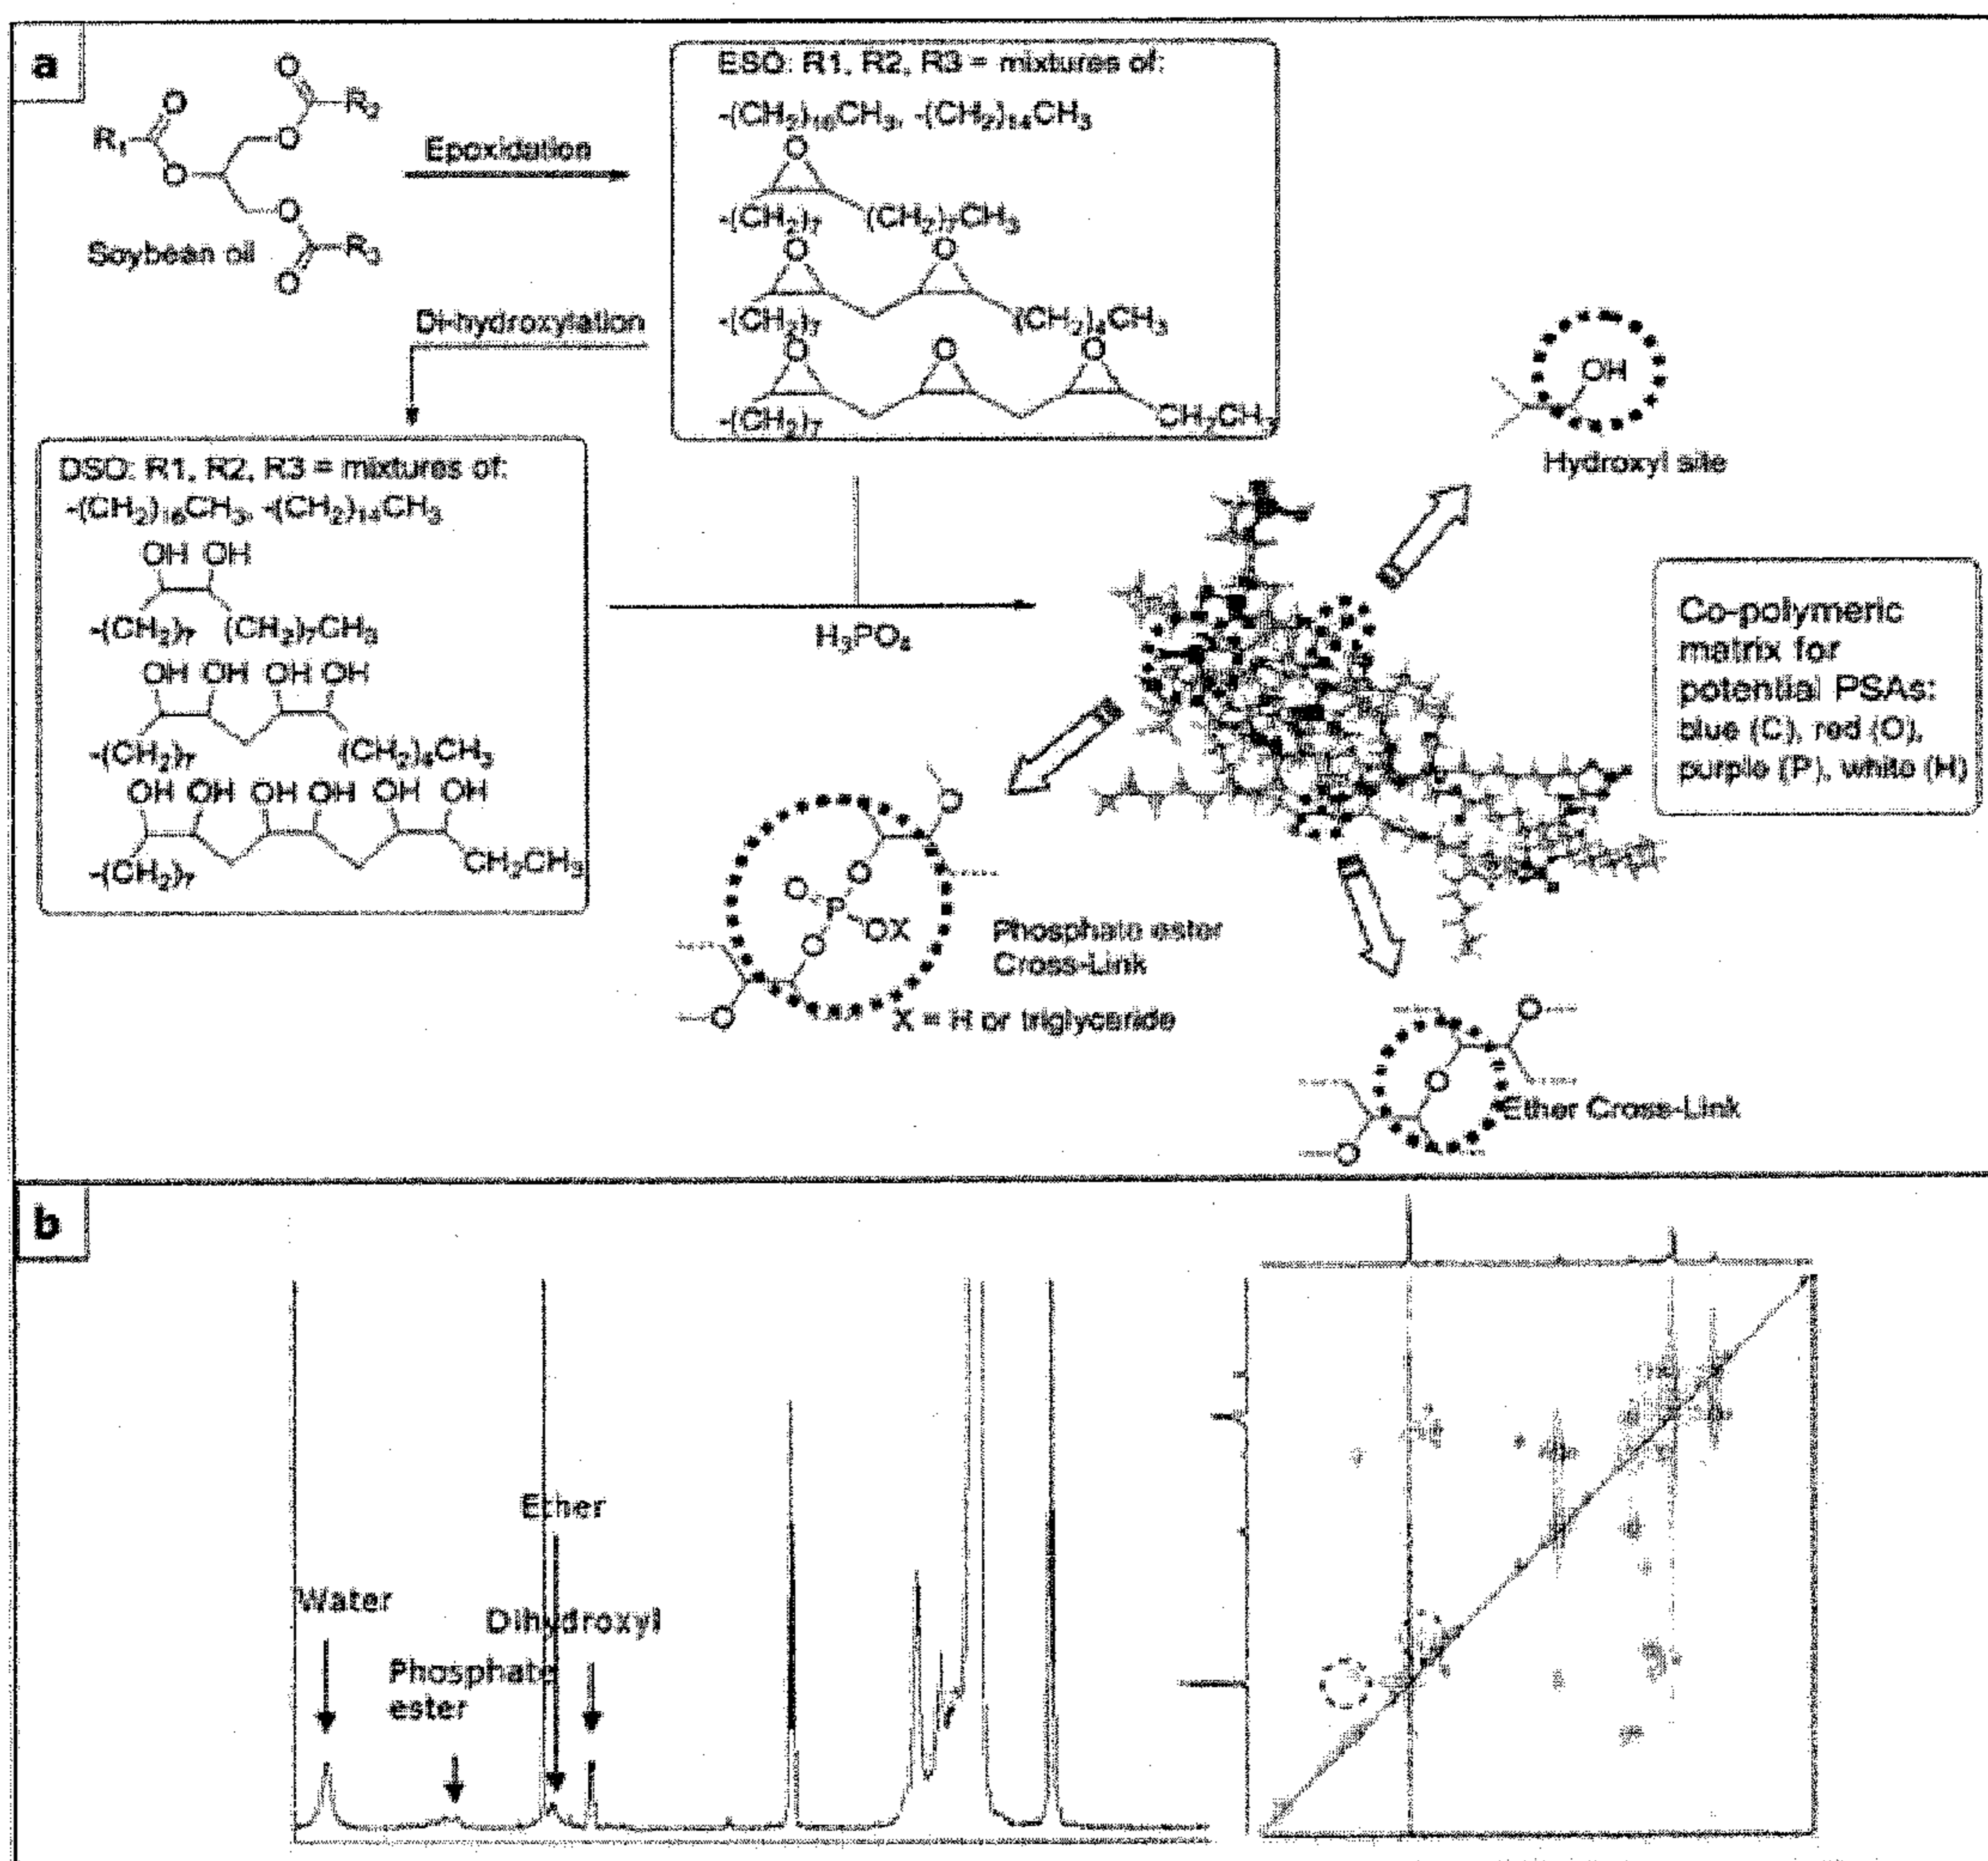 a
R₁
O
O
O
R₂
O
O
R₃
O
Soybean oil
Epoxidation
Di-hydroxylation
ESO: R1, R2, R3 = mixtures of:
-(CH₂)₁₆CH₃, -(CH₂)₁₄CH₃
O
-(CH₂)₇ (CH₂)₇CH₃
O O
-(CH₂)₇ (CH₂)₄CH₃
O O O
-(CH₂)₇ CH₂CH₃
DSO: R1, R2, R3 = mixtures of:
-(CH₂)₁₆CH₃, -(CH₂)₁₄CH₃
OH OH
-(CH₂)₇ (CH₂)₇CH₃
OH OH OH OH
-(CH₂)₇ (CH₂)₄CH₃
OH OH OH OH OH OH
-(CH₂)₇ CH₂CH₃
H₃PO₄
OH
Hydroxyl site
Co-polymeric
matrix for
potential PSAs:
blue (C), red (O),
purple (P), white (H)
O
O
O
P
OX
O
O
Phosphate ester
Cross-Link
X = H or triglyceride
O
O
O
Ether Cross-Link
b
Water
Phosphate
ester
Ether
Dihydroxyl